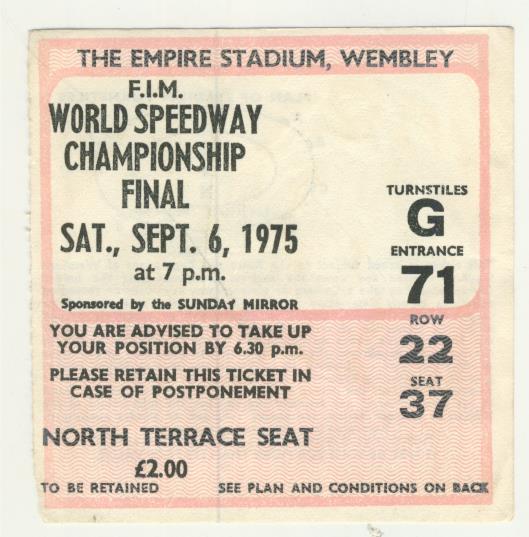 THE EMPIRE STADIUM, WEMBLEY
F.I.M.
WORLD SPEEDWAY
CHAMPIONSHIP
FINAL
SAT., SEPT. 6, 1975
at 7 p.m.
Sponsored by the SUNDAY MIRROR
TURNSTILES
G
ENTRANCE
71
ROW
22
SEAT
37
YOU ARE ADVISED TO TAKE UP
YOUR POSITION BY 6.30 p.m.
PLEASE RETAIN THIS TICKET IN
CASE OF POSTPONEMENT
NORTH TERRACE SEAT
£2.00
TO BE RETAINED
SEE PLAN AND CONDITIONS ON BACK